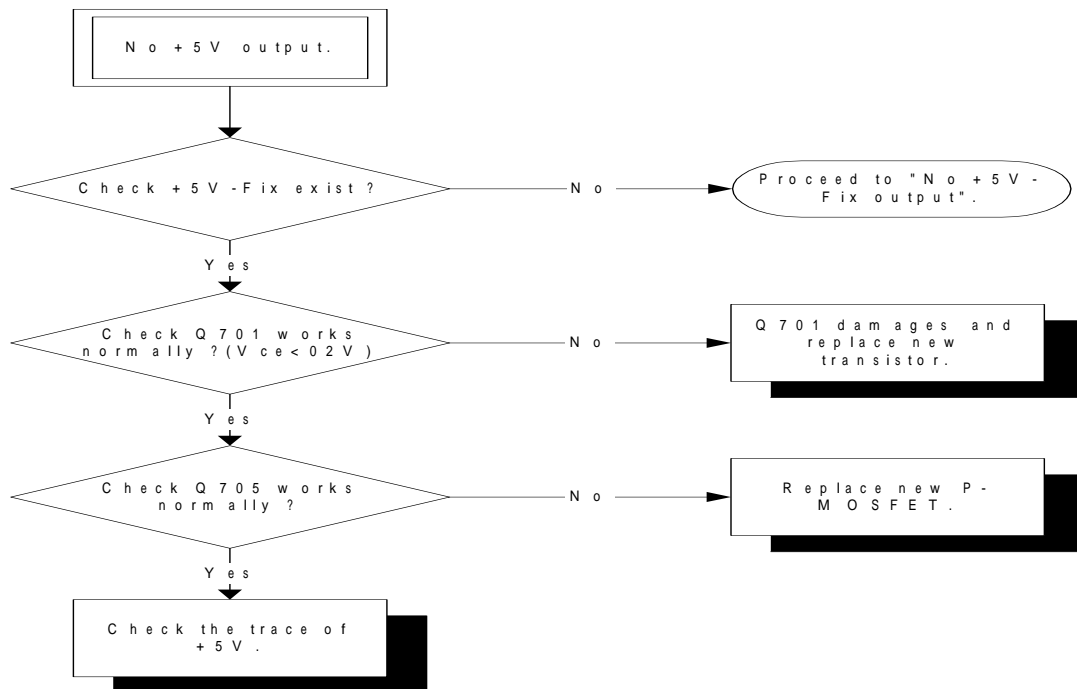 No +5V output.
Check +5V-Fix exist?
No
Proceed to "No +5V-
Fix output".
Yes
Check Q701 works
normally?(Vce<02V)
No
Q701 damages and
replace new
transistor.
Yes
Check Q705 works
normally?
No
Replace new P-
MOSFET.
Yes
Check the trace of
+5V.